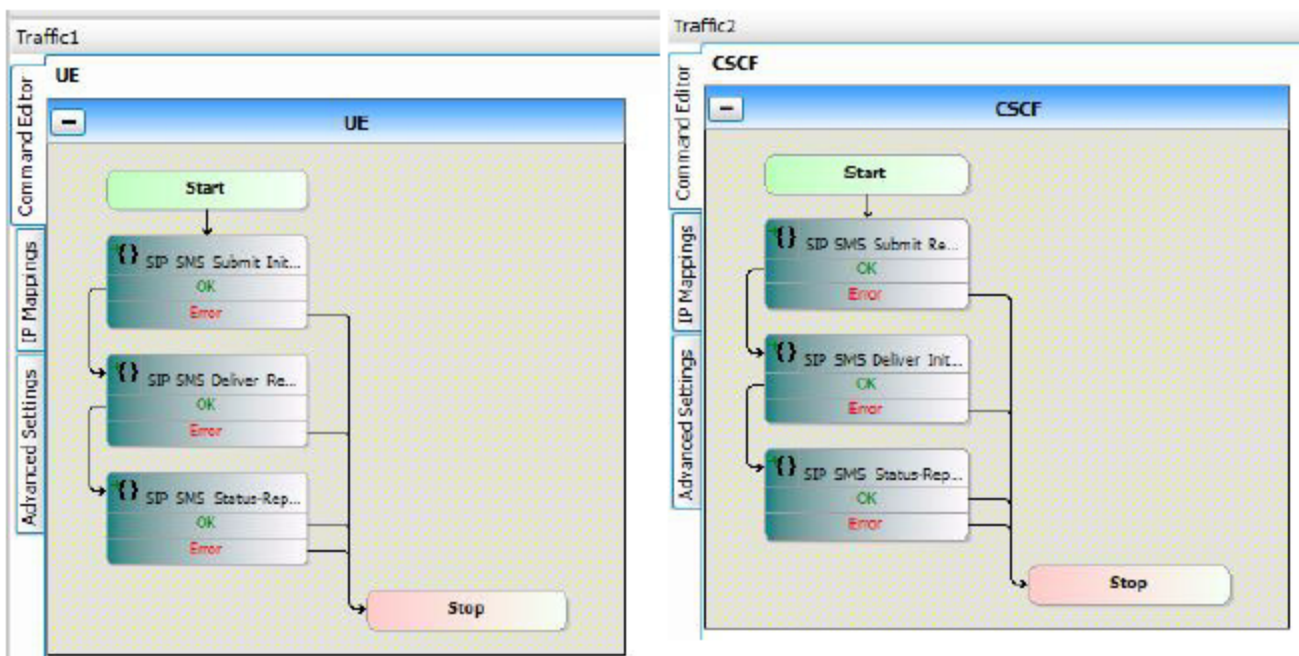 Traffic1
Command Editor
IP Mappings
Advanced Settings
UE
UE
Start
SIP SMS Submit Init...
OK
Error
SIP SMS Deliver Re...
OK
Error
SIP SMS Status-Rep...
OK
Error
Stop
Traffic2
Command Editor
IP Mappings
Advanced Settings
CSCF
CSCF
Start
SIP SMS Submit Re...
OK
Error
SIP SMS Deliver Init...
OK
Error
SIP SMS Status-Rep...
OK
Error
Stop